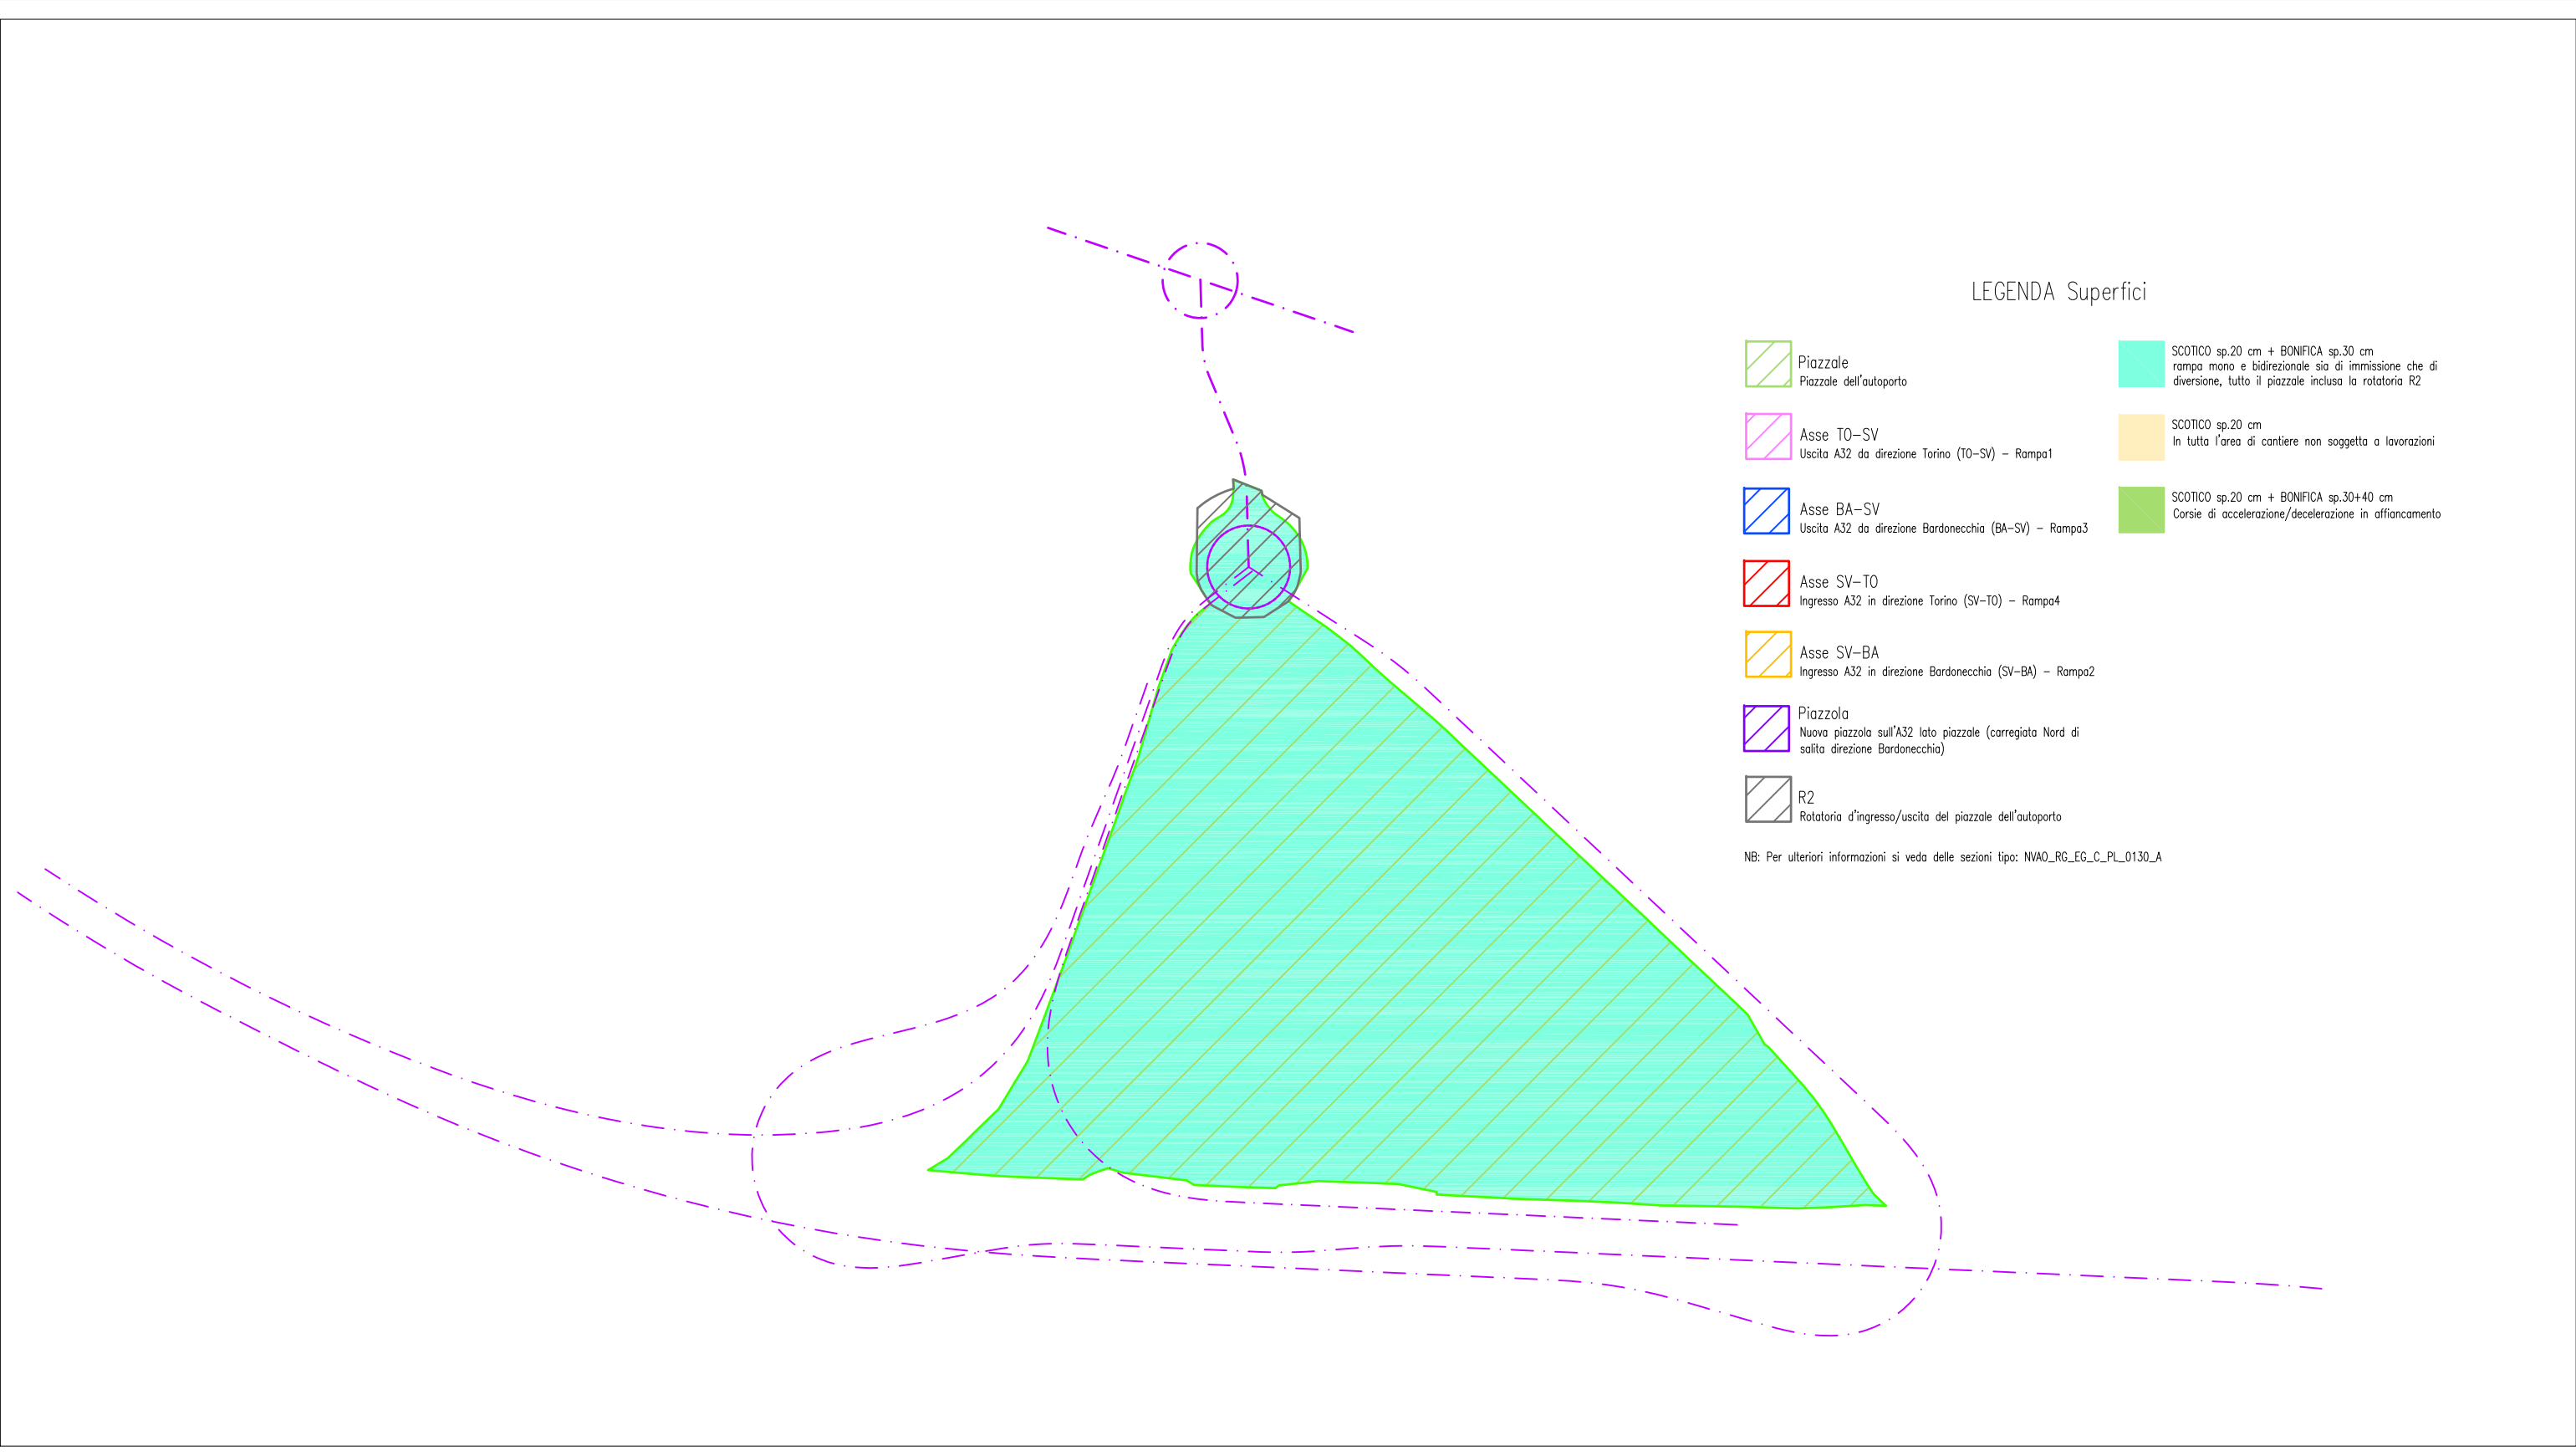 LEGENDA Superfici
Piazzale
Piazzale dell'autoporto
Asse TO-SV
Uscita A32 da direzione Torino (TO-SV) - Rampa1
Asse BA-SV
Uscita A32 da direzione Bardonecchia (BA-SV) - Rampa3
Asse SV-TO
Ingresso A32 in direzione Torino (SV-TO) - Rampa4
Asse SV-BA
Ingresso A32 in direzione Bardonecchia (SV-BA) - Rampa2
Piazzola
Nuova piazzola sull'A32 lato piazzale (carregiata Nord di
salita direzione Bardonecchia)
R2
Rotatoria d'ingresso/uscita del piazzale dell'autoporto
NB: Per ulteriori informazioni si veda delle sezioni tipo: NVAO_RG_EG_C_PL_0130_A
SCOTICO sp.20 cm + BONIFICA sp.30 cm
rampa mono e bidirezionale sia di immissione che di
diversione, tutto il piazzale inclusa la rotatoria R2
SCOTICO sp.20 cm
In tutta l'area di cantiere non soggetta a lavorazioni
SCOTICO sp.20 cm + BONIFICA sp.30+40 cm
Corsie di accelerazione/decelerazione in affiancamento